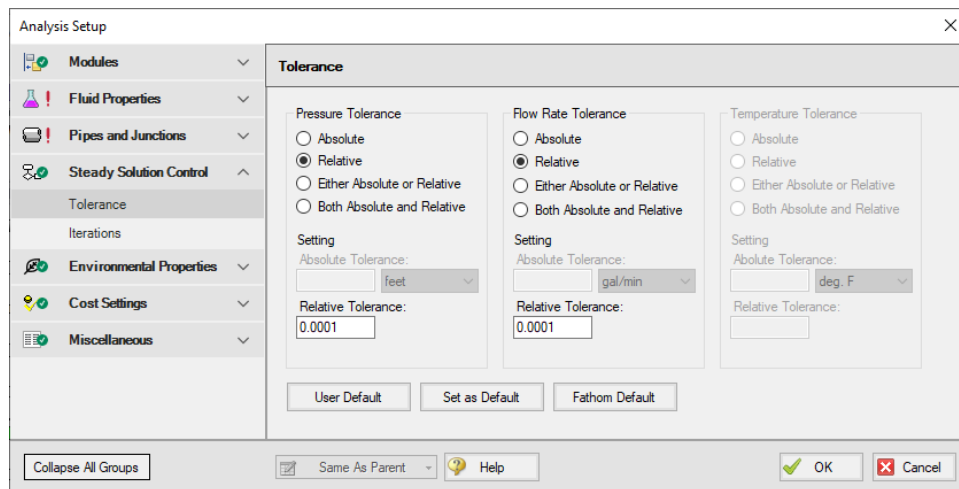 Analysis Setup
Modules
Fluid Properties
Pipes and Junctions
Steady Solution Control
Tolerance
Iterations
Environmental Properties
Cost Settings
Miscellaneous
Collapse All Groups
Tolerance
Pressure Tolerance
Absolute
Relative
Either Absolute or Relative
Both Absolute and Relative
Setting
Absolute Tolerance:
feet
Relative Tolerance:
0.0001
Flow Rate Tolerance
Absolute
Relative
Either Absolute or Relative
Both Absolute and Relative
Setting
Absolute Tolerance:
gal/min
Relative Tolerance:
0.0001
Temperature Tolerance
Absolute
Relative
Either Absolute or Relative
Both Absolute and Relative
Setting
Abolute Tolerance:
deg. F
Relative Tolerance:
User Default
Set as Default
Fathom Default
Same As Parent
Help
OK
Cancel